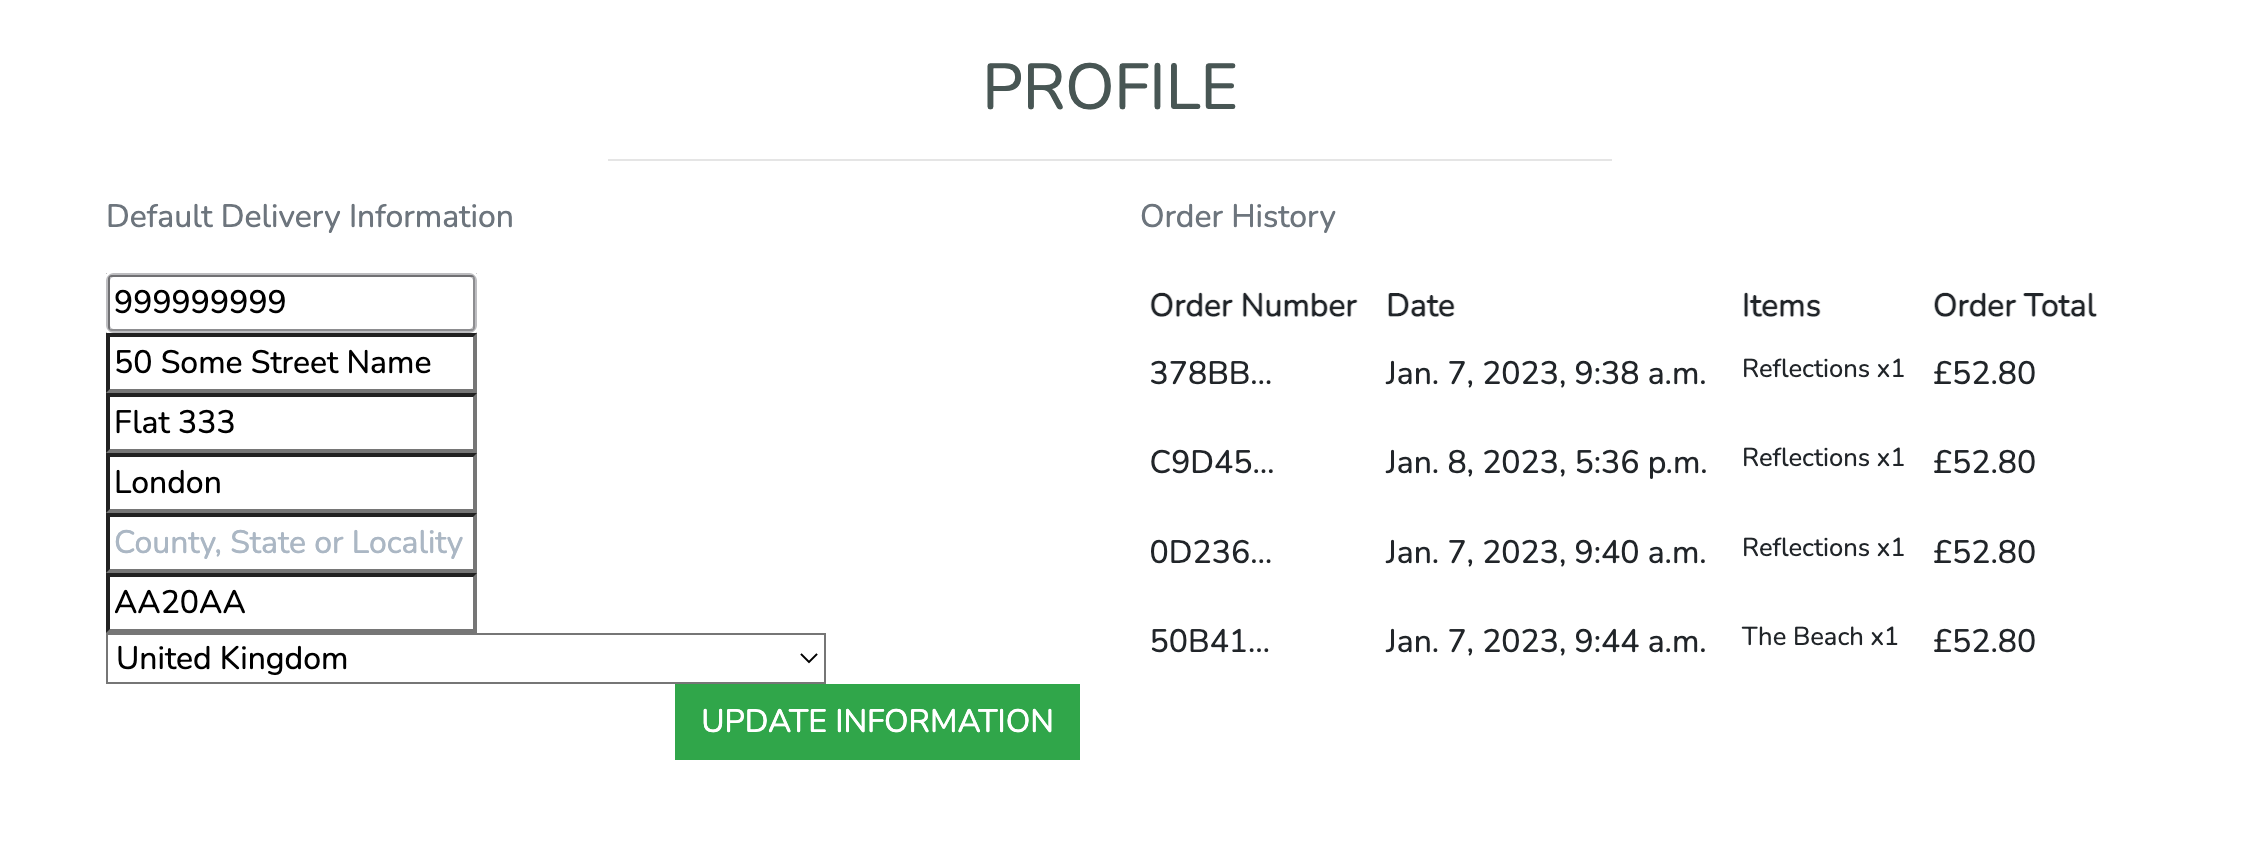 PROFILE
Default Delivery Information
999999999
50 Some Street Name
Flat 333
London
County, State or Locality
AA20AA
United Kingdom
UPDATE INFORMATION
Order History
Order Number Date Items Order Total
378BB... Jan. 7, 2023, 9:38 a.m. Reflections x1 £52.80
C9D45... Jan. 8, 2023, 5:36 p.m. Reflections x1 £52.80
0D236... Jan. 7, 2023, 9:40 a.m. Reflections x1 £52.80
50B41... Jan. 7, 2023, 9:44 a.m. The Beach x1 £52.80